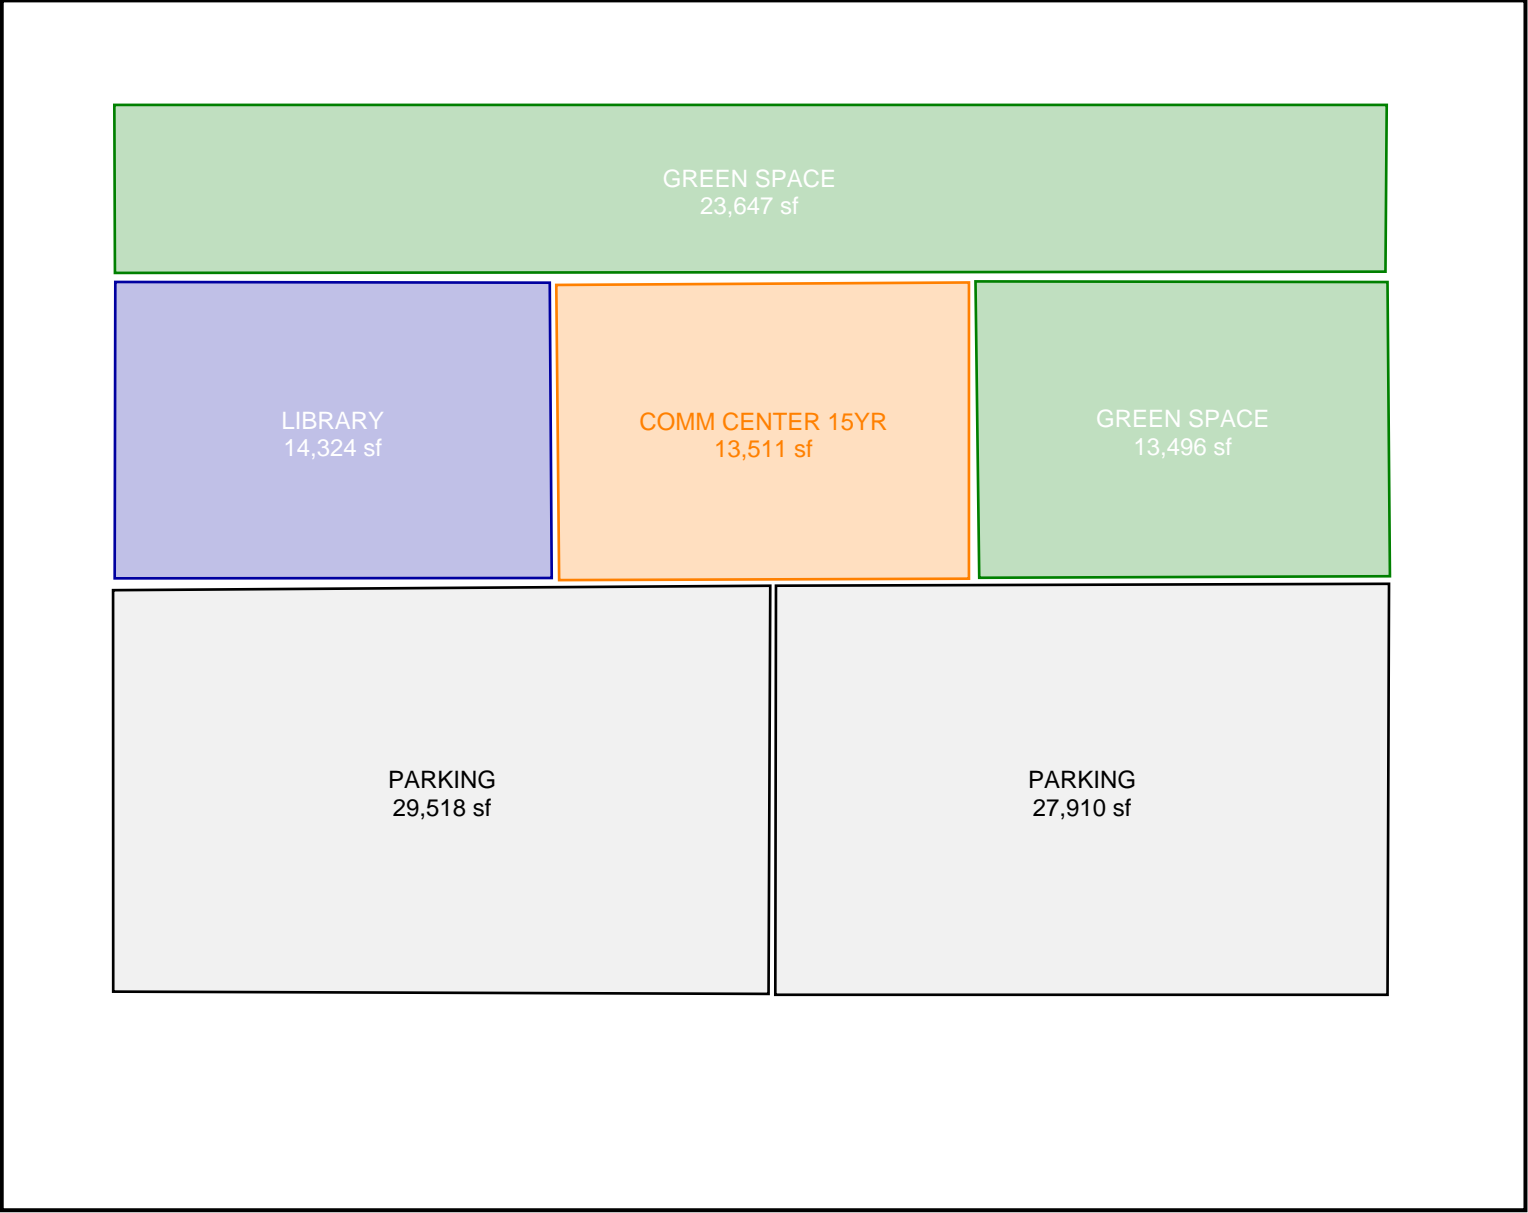 GREEN SPACE
23,647 sf
LIBRARY
14,324 sf
COMM CENTER 15YR
13,511 sf
GREEN SPACE
13,496 sf
PARKING
29,518 sf
PARKING
27,910 sf